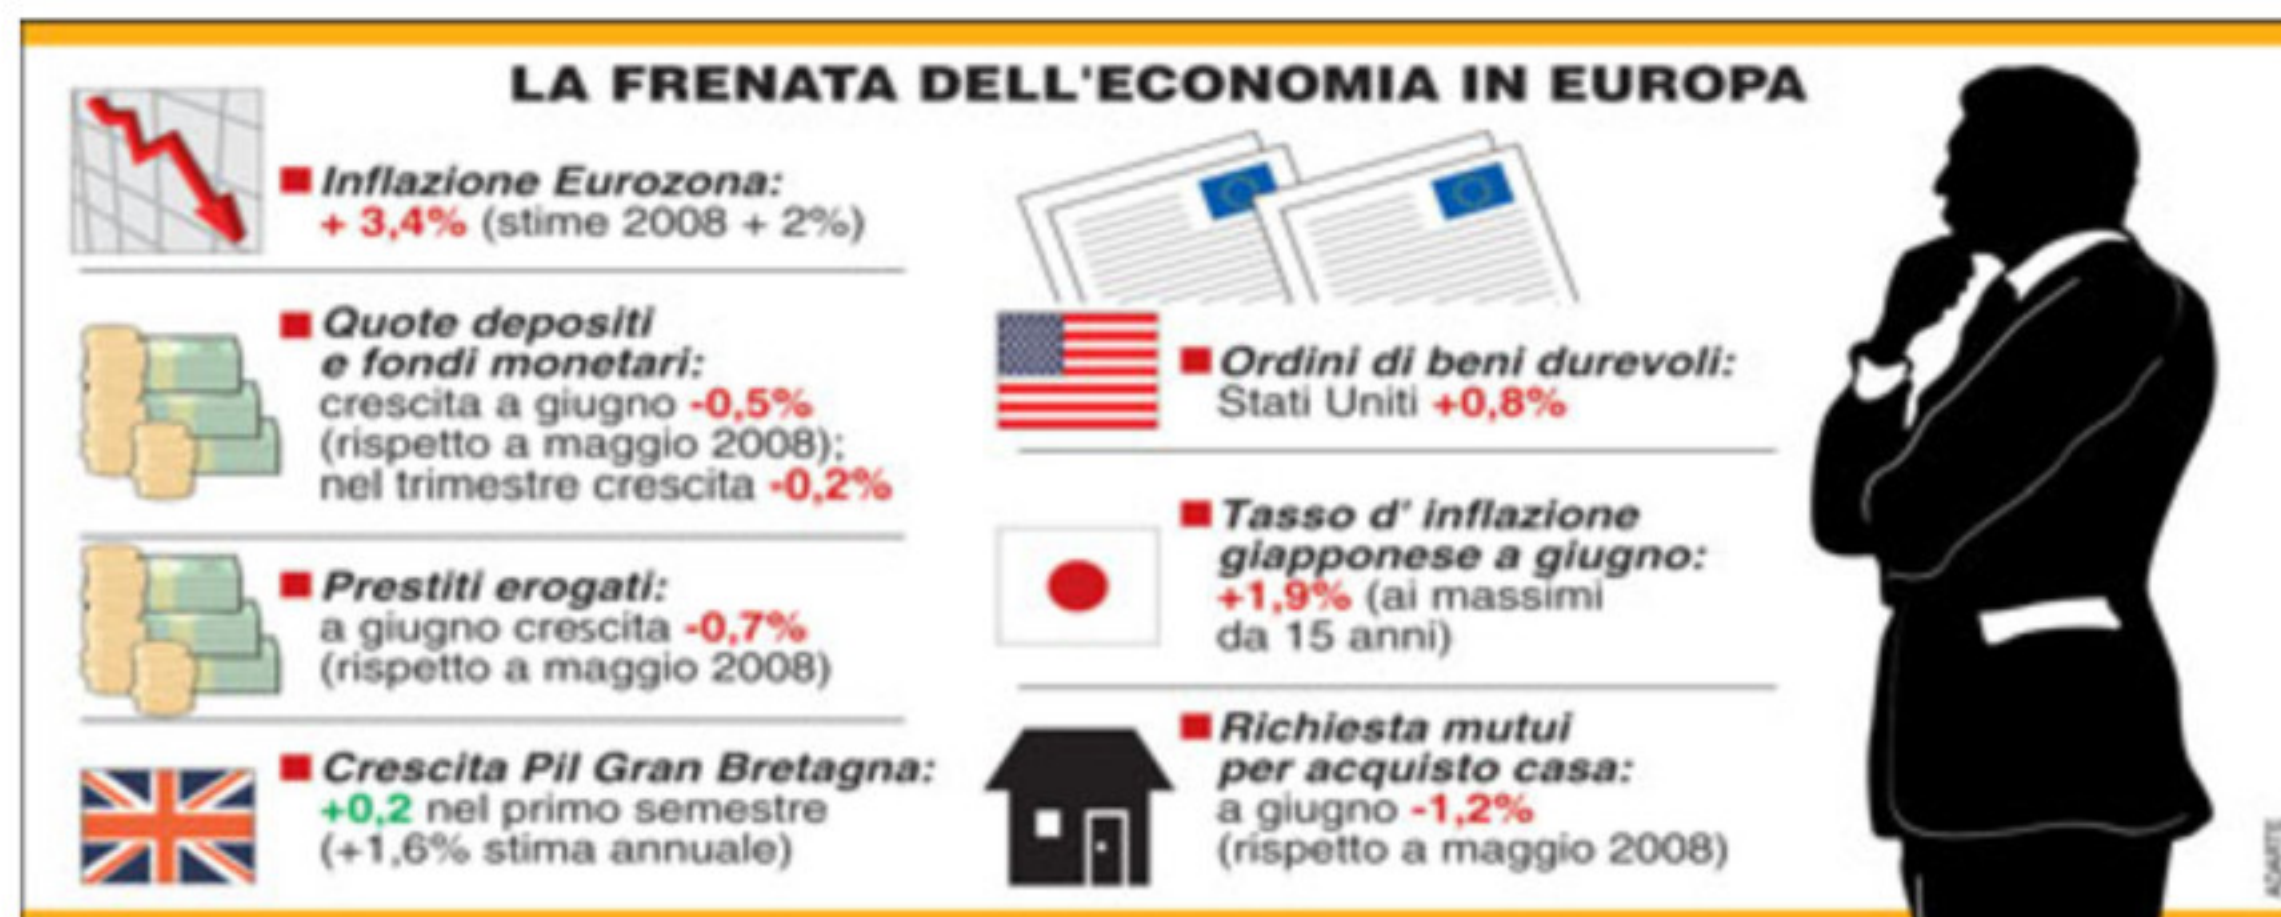 LA FRENATA DELL'ECONOMIA IN EUROPA
Inflazione Eurozona:
+ 3,4% (stime 2008 + 2%)
Quote depositi
e fondi monetari:
crescita a giugno -0,5%
(rispetto a maggio 2008);
nel trimestre crescita -0,2%
Prestiti erogati:
a giugno crescita -0,7%
(rispetto a maggio 2008)
Crescita Pil Gran Bretagna:
+0,2 nel primo semestre
(+1,6% stima annuale)
Ordini di beni durevoli:
Stati Uniti +0,8%
Tasso d' inflazione
giapponese a giugno:
+1,9% (ai massimi
da 15 anni)
Richiesta mutui
per acquisto casa:
a giugno -1,2%
(rispetto a maggio 2008)
ADARTE